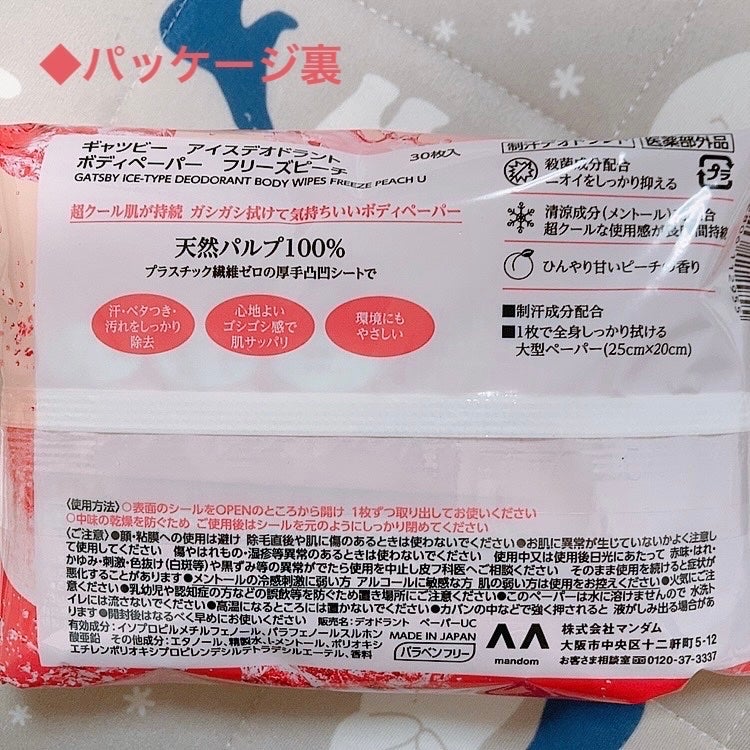 ◆パッケージ裏
ギャツビー アイスデオドラント
ボディペーパー フリーズピーチ
30枚入
GATSBY ICE-TYPE DEODORANT BODY WIPES FREEZE PEACH U
超クール肌が持続 ガシガシ拭けて気持ちいいボディペーパー
天然パルプ100%
プラスチック繊維ゼロの厚手凸凹シートで
汗・ベタつき・
汚れをしっかり
除去
心地よい
ゴシゴシ感で
肌サッパリ
環境にも
やさしい
制汗デオドラント
医薬部外品
殺菌成分配合
ニオイをしっかり抑える
プラ
清涼成分(メントール)配合
超クールな使用感が長時間持続
ひんやり甘いピーチの香り
■制汗成分配合
■1枚で全身しっかり拭ける
大型ペーパー(25cm×20cm)
〈使用方法〉○表面のシールをOPENのところから開け 1枚ずつ取り出してお使いください
○中味の乾燥を防ぐため ご使用後はシールを元のようにしっかり閉めてください
〈ご注意〉●顔・粘膜への使用は避け 除毛直後や肌に傷のあるときは使わないでください●お肌に異常が生じていないかよく注意し
て使用してください 傷やはれもの・湿疹等異常のあるときは使わないでください 使用中又は使用後日光にあたって 赤味・はれ・
かゆみ・刺激・色抜け(白斑等)や黒ずみ等の異常がでたら使用を中止し皮フ科医へご相談ください そのまま使用を続けると症状が
悪化することがあります●メントールの冷感刺激に弱い方 アルコールに敏感な方 肌の弱い方は使用をお控えください●火気にご
注意ください●乳幼児や認知症の方などの誤飲等を防ぐため置き場所にご注意ください●このペーパーは水に溶けませんので 水洗ト
イレには流さないでください●高温になるところには置かないでください●カバンの中などで強く押されると 液がしみ出る場合があ
ります●開封後はなるべく早めにお使いください 販売名:デオドラント ペーパーUC
有効成分:イソプロピルメチルフェノール、パラフェノールスルホン
酸亜鉛 その他成分:エタノール、精製水、l-メントール、ポリオキシ
エチレンポリオキシプロピレンデシルテトラデシルエーテル、香料
MADE IN JAPAN
パラベンフリー
mandom
株式会社マンダム
大阪市中央区十二軒町5-12
お客さま相談室 0120-37-3337